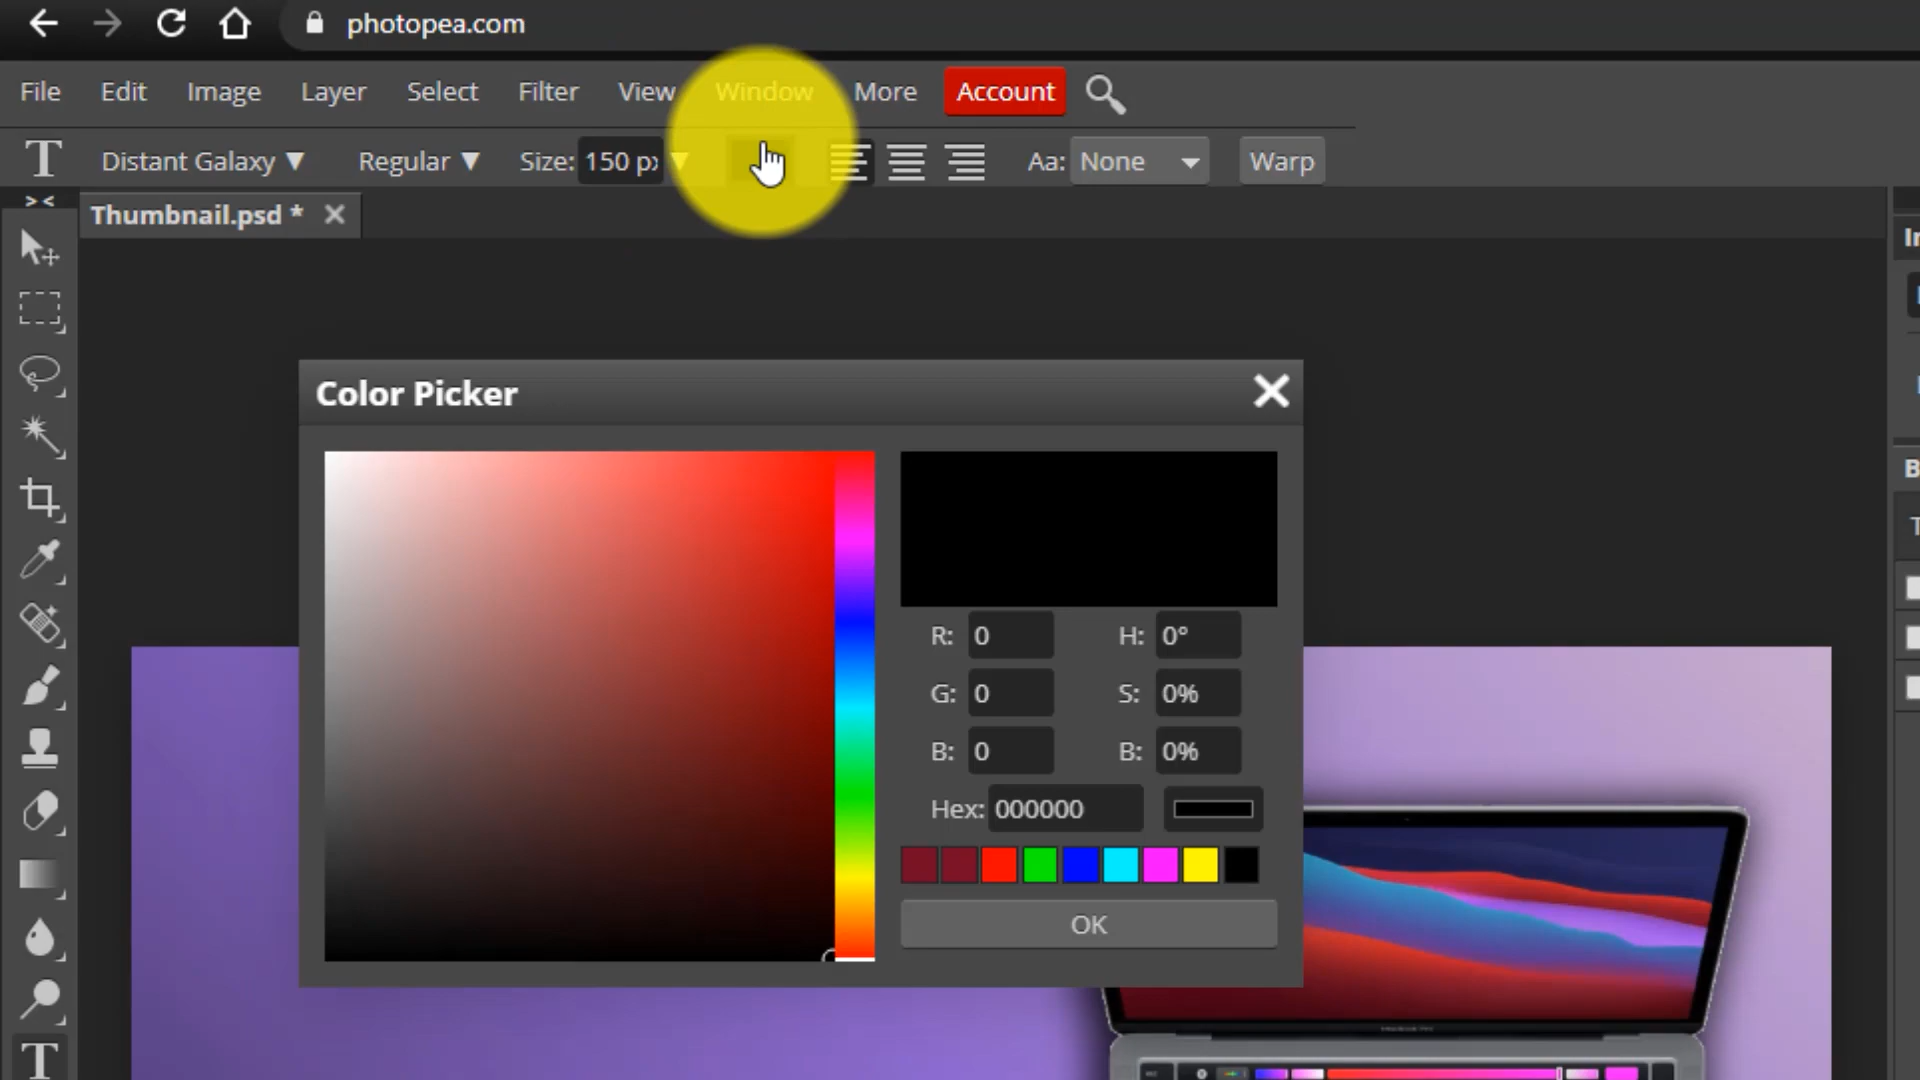 photopea.com
File Edit Image Layer Select Filter View Window More Account
T Distant Galaxy Regular Size: 150 px Aa: None Warp
Thumbnail.psd *
Color Picker
R: 0 H: 0°
G: 0 S: 0%
B: 0 B: 0%
Hex: 000000
OK
T